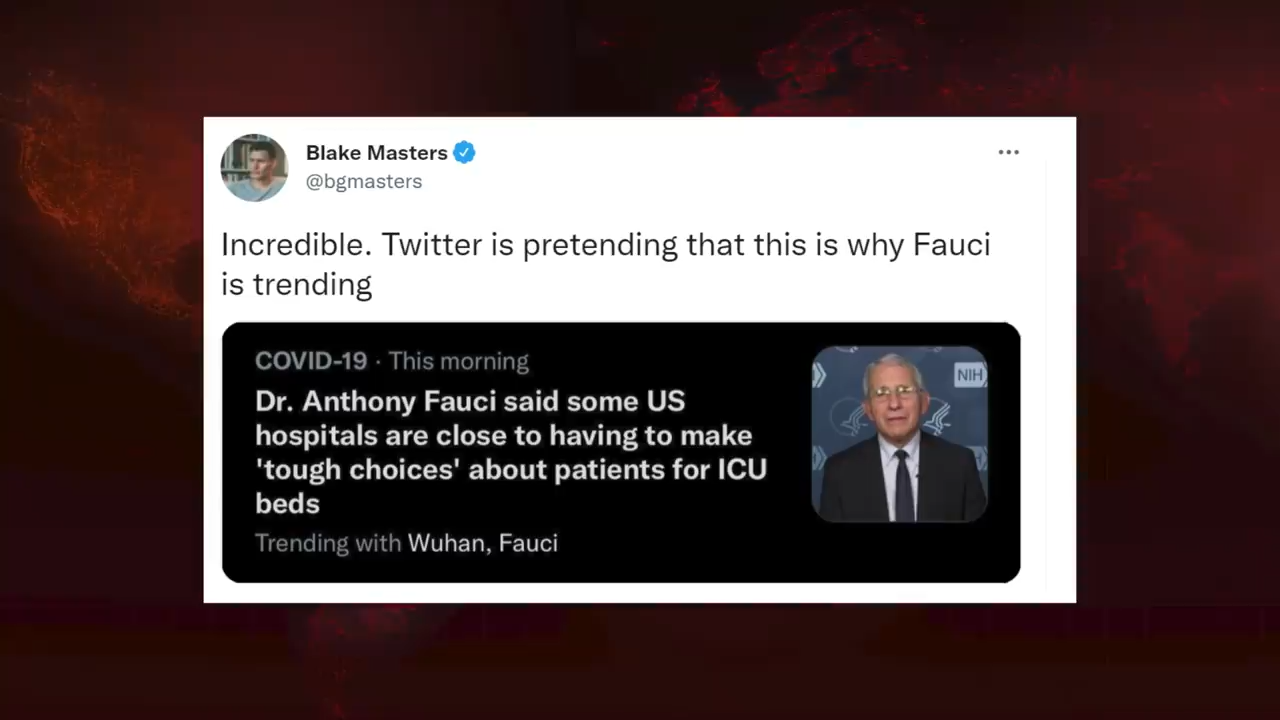 Blake Masters
@bgmasters
Incredible. Twitter is pretending that this is why Fauci
is trending
COVID-19 · This morning
Dr. Anthony Fauci said some US
hospitals are close to having to make
'tough choices' about patients for ICU
beds
Trending with Wuhan, Fauci
NIH